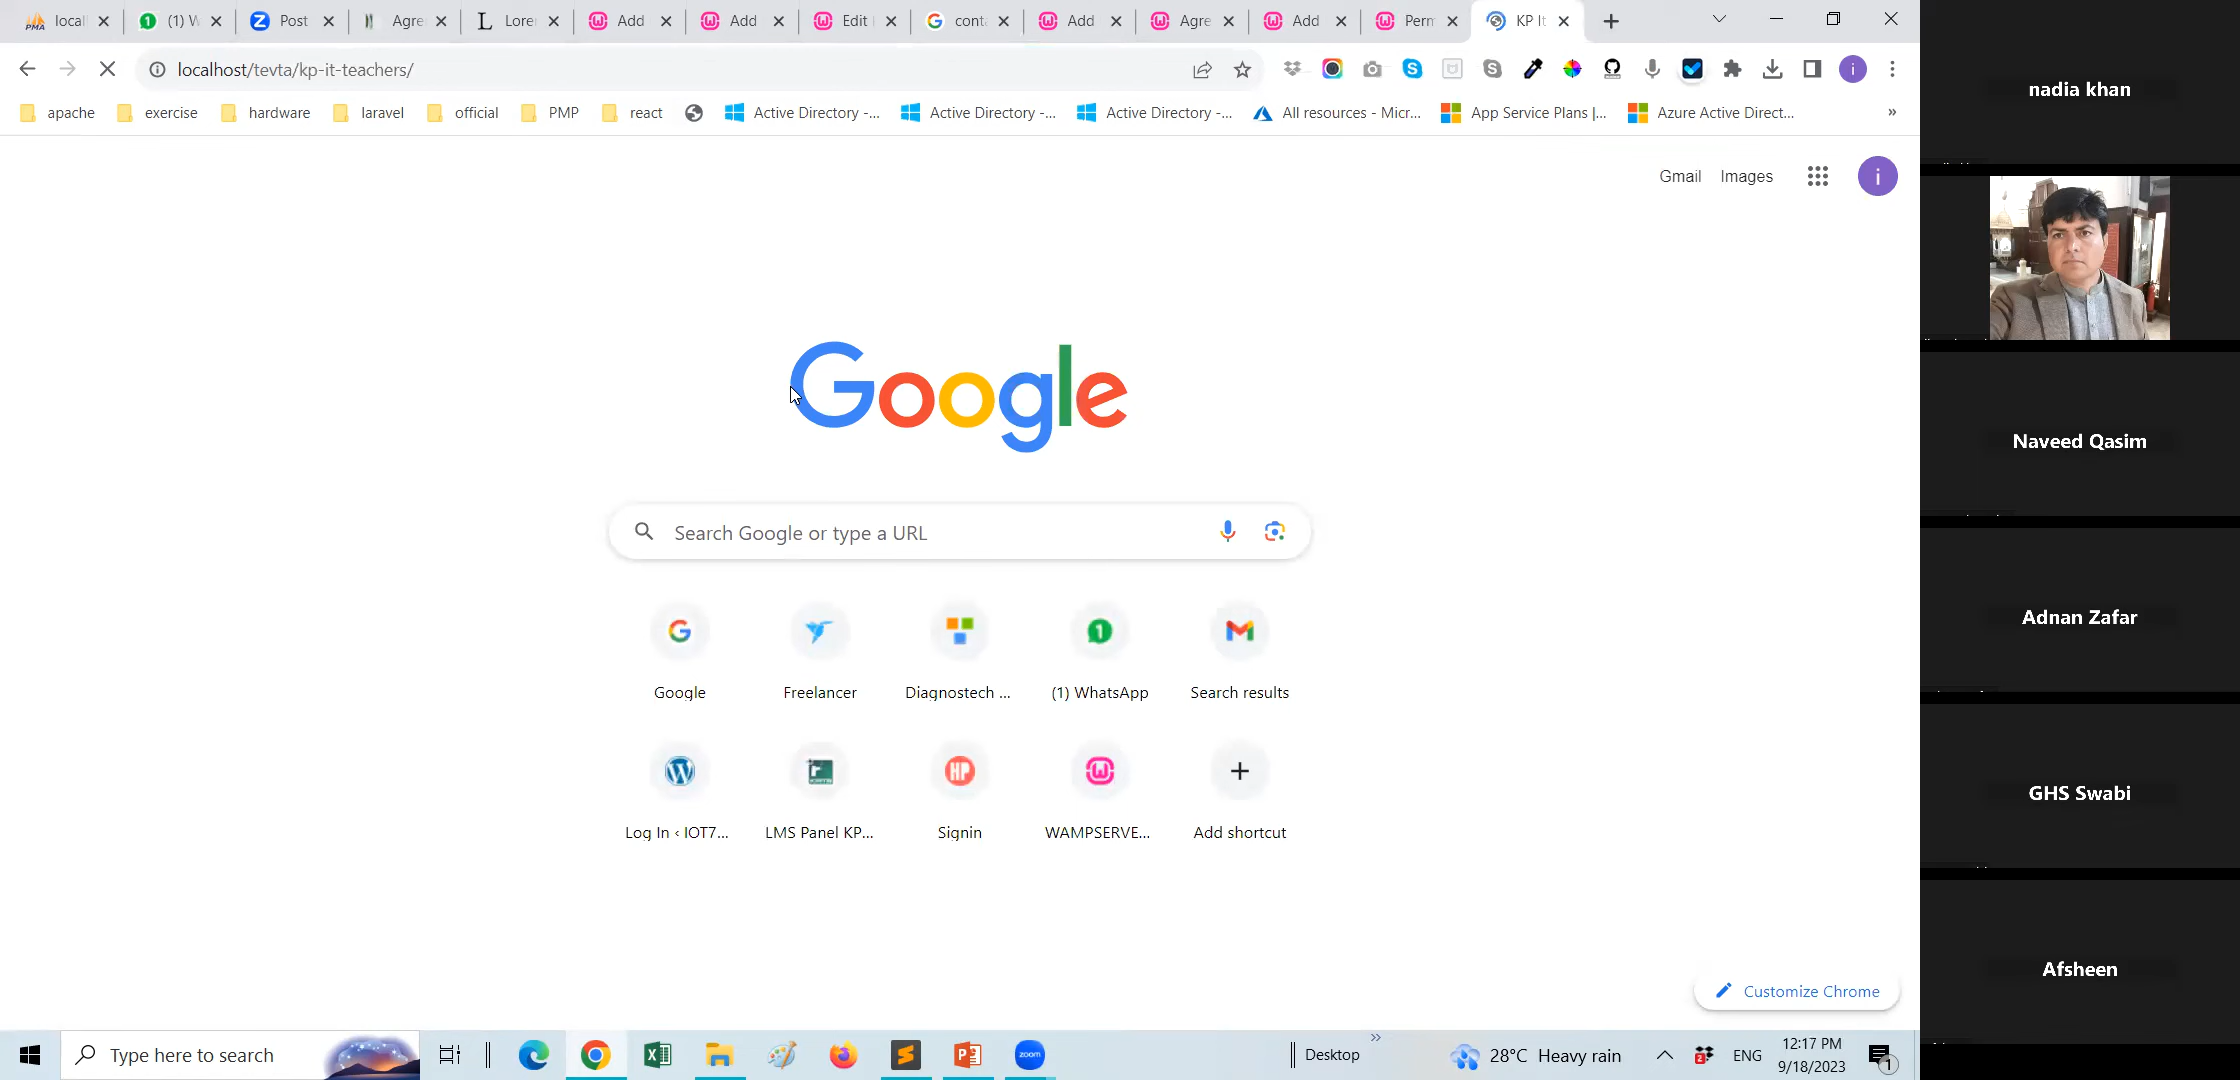 local
(1) W
Post
Agre
Lore
Add
Add
Edit
cont
Add
Agre
Add
Perm
KP It
localhost/tevta/kp-it-teachers/
apache
exercise
hardware
laravel
official
PMP
react
Active Directory -...
Active Directory -...
Active Directory -...
All resources - Micr...
App Service Plans |...
Azure Active Direct...
»
Gmail
Images
i
Google
Search Google or type a URL
Google
Freelancer
Diagnostech ...
(1) WhatsApp
Search results
Log In ‹ IOT7...
LMS Panel KP...
Signin
WAMPSERVE...
Add shortcut
Customize Chrome
Type here to search
zoom
Desktop
28°C Heavy rain
ENG
12:17 PM
9/18/2023
1
nadia khan
Naveed Qasim
Adnan Zafar
GHS Swabi
Afsheen